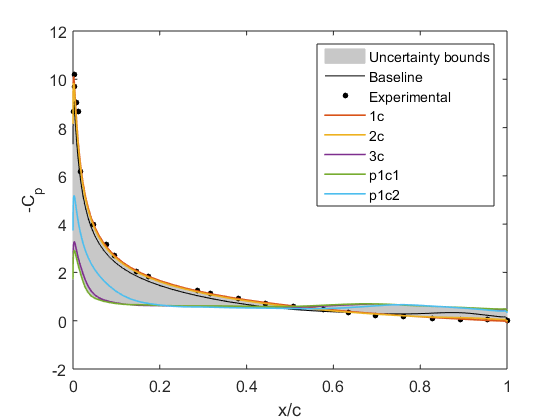 12
10
8
6
4
2
0
-2
-Cp
0
0.2
0.4
0.6
0.8
1
x/c
Uncertainty bounds
Baseline
Experimental
1c
2c
3c
p1c1
p1c2